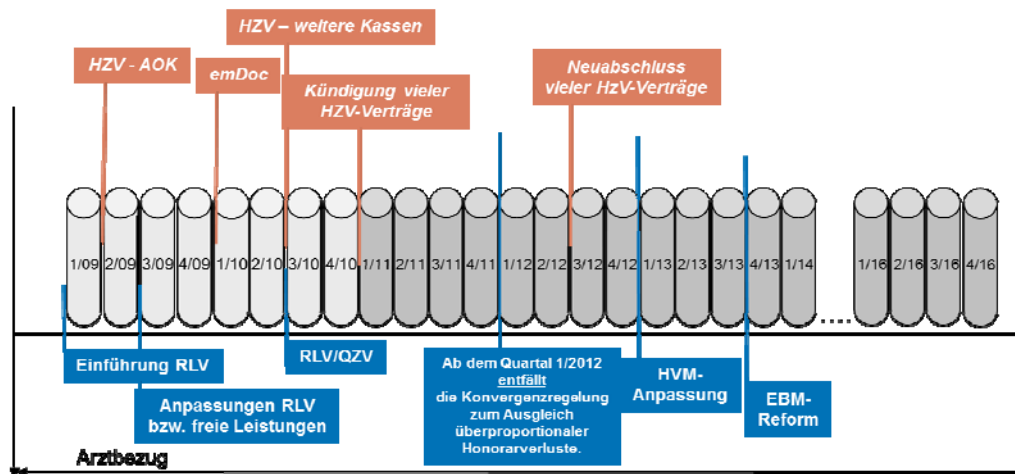 HZV – weitere Kassen
HZV - AOK
emDoc
Kündigung vieler
HZV-Verträge
Neuabschluss
vieler HzV-Verträge
1/09 2/09 3/09 4/09 1/10 2/10 3/10 4/10 1/11 2/11 3/11 4/11 1/12 2/12 3/12 4/12 1/13 2/13 3/13 4/13 1/14 ..... 1/16 2/16 3/16 4/16
Einführung RLV
Anpassungen RLV
bzw. freie Leistungen
RLV/QZV
Ab dem Quartal 1/2012
entfällt
die Konvergenzregelung
zum Ausgleich
überproportionaler
Honorarverluste.
HVM-
Anpassung
EBM-
Reform
Arztbezug